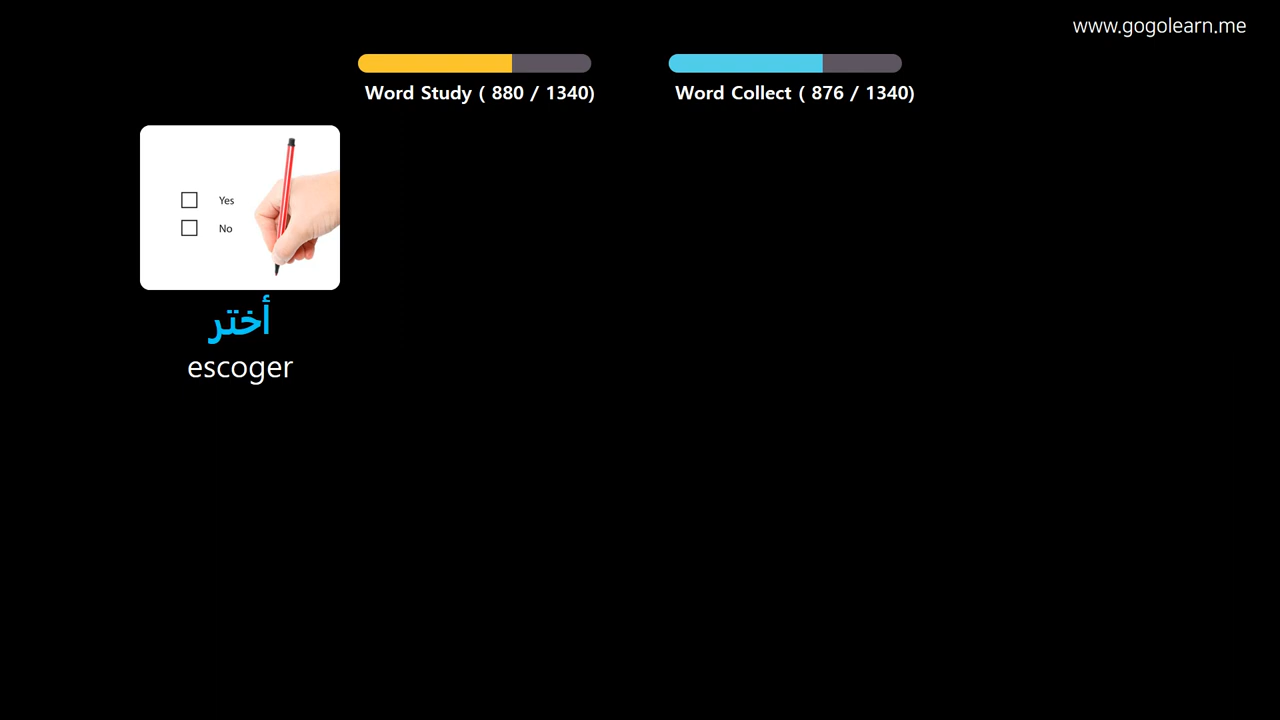 www.gogolearn.me
Word Study ( 880 / 1340)
Word Collect ( 876 / 1340)
Yes
No
أختر
escoger